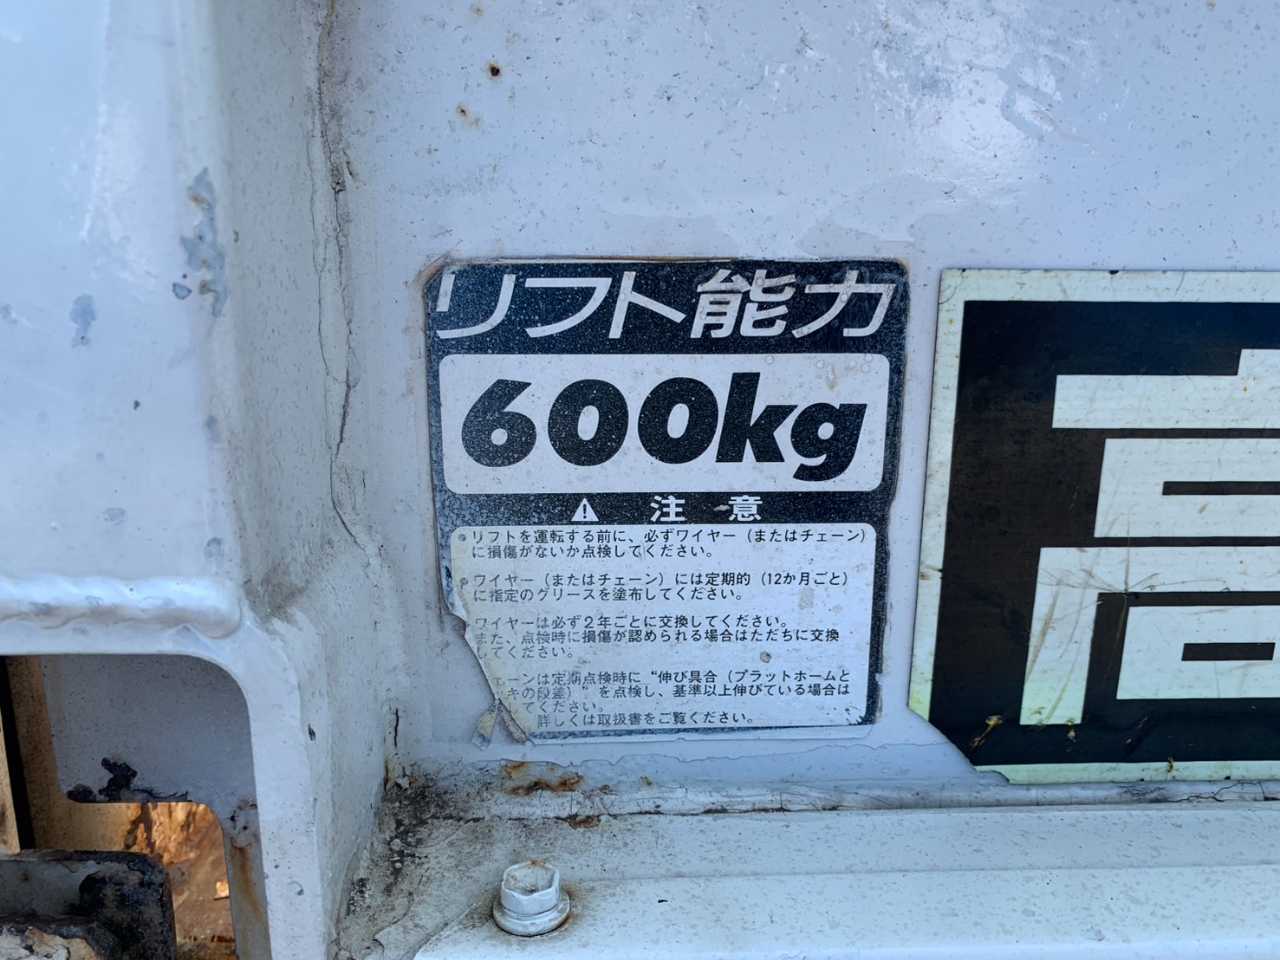 リフト能力
600kg
⚠ 注意
●リフトを運転する前に、必ずワイヤー（またはチェーン）
に損傷がないか点検してください。
●ワイヤー（またはチェーン）には定期的（12か月ごと）
に指定のグリースを塗布してください。
ワイヤーは必ず2年ごとに交換してください。
また、点検時に損傷が認められる場合はただちに交換
してください。
ェーンは定期点検時に“伸び具合（プラットホームと
キの段差）”を点検し、基準以上伸びている場合は
てください。
詳しくは取扱書をご覧ください。